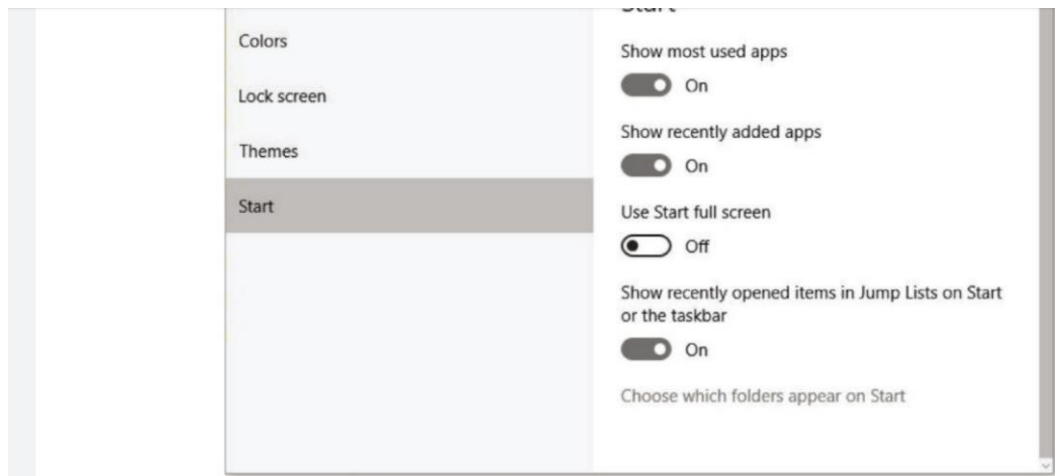 Colors
Lock screen
Themes
Start
Start
Show most used apps
On
Show recently added apps
On
Use Start full screen
Off
Show recently opened items in Jump Lists on Start
or the taskbar
On
Choose which folders appear on Start